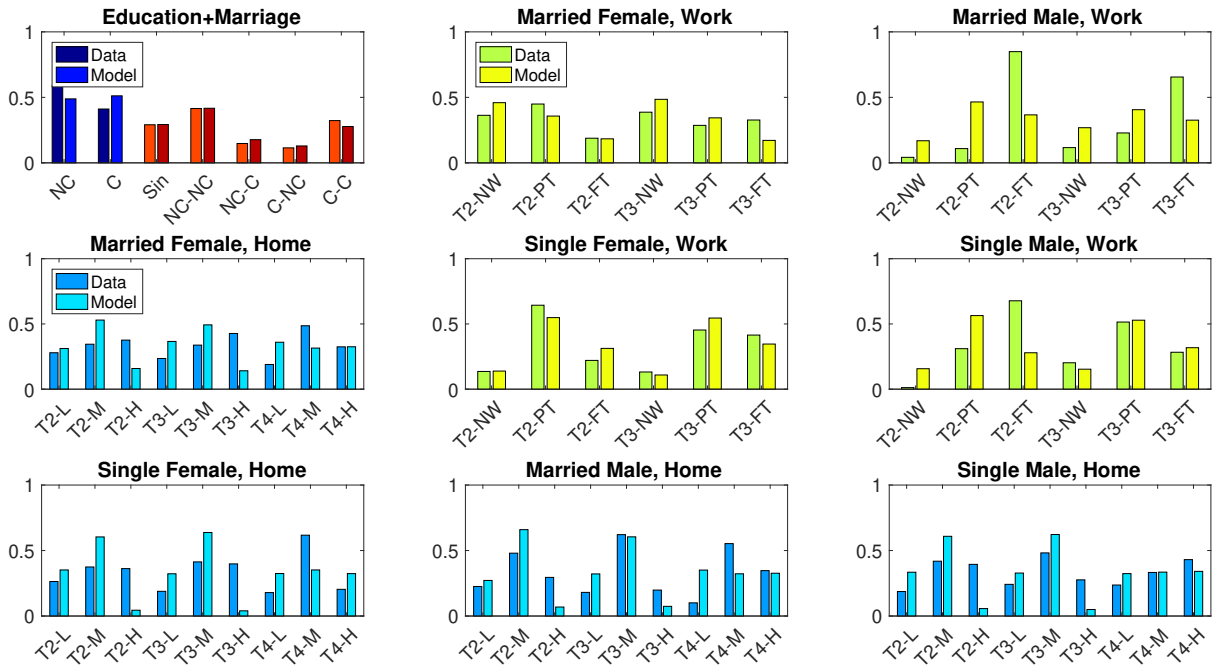 Education+Marriage
1
0.5
0
Data
Model
NC
C
Sin
NC-NC
NC-C
C-NC
C-C
Married Female, Work
1
0.5
0
Data
Model
T2-NW
T2-PT
T2-FT
T3-NW
T3-PT
T3-FT
Married Male, Work
1
0.5
0
T2-NW
T2-PT
T2-FT
T3-NW
T3-PT
T3-FT
Married Female, Home
1
0.5
0
Data
Model
T2-L
T2-M
T2-H
T3-L
T3-M
T3-H
T4-L
T4-M
T4-H
Single Female, Work
1
0.5
0
T2-NW
T2-PT
T2-FT
T3-NW
T3-PT
T3-FT
Single Male, Work
1
0.5
0
T2-NW
T2-PT
T2-FT
T3-NW
T3-PT
T3-FT
Single Female, Home
1
0.5
0
T2-L
T2-M
T2-H
T3-L
T3-M
T3-H
T4-L
T4-M
T4-H
Married Male, Home
1
0.5
0
T2-L
T2-M
T2-H
T3-L
T3-M
T3-H
T4-L
T4-M
T4-H
Single Male, Home
1
0.5
0
T2-L
T2-M
T2-H
T3-L
T3-M
T3-H
T4-L
T4-M
T4-H